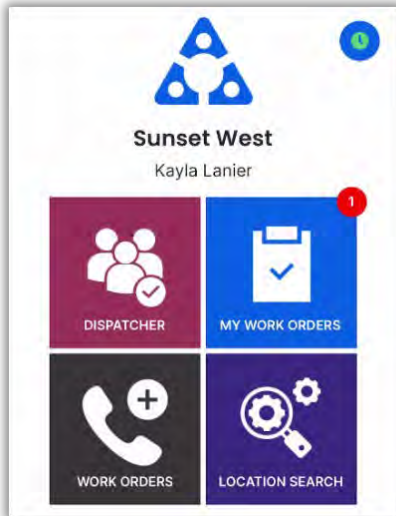 Sunset West
Kayla Lanier
1
DISPATCHER
MY WORK ORDERS
WORK ORDERS
LOCATION SEARCH